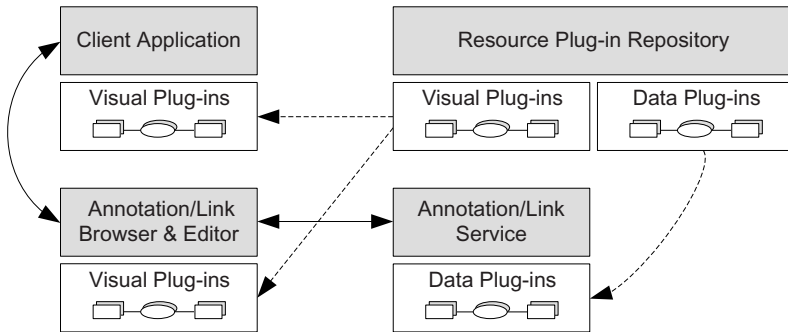 Client Application
Resource Plug-in Repository
Visual Plug-ins
Visual Plug-ins
Data Plug-ins
Annotation/Link
Browser & Editor
Annotation/Link
Service
Visual Plug-ins
Data Plug-ins